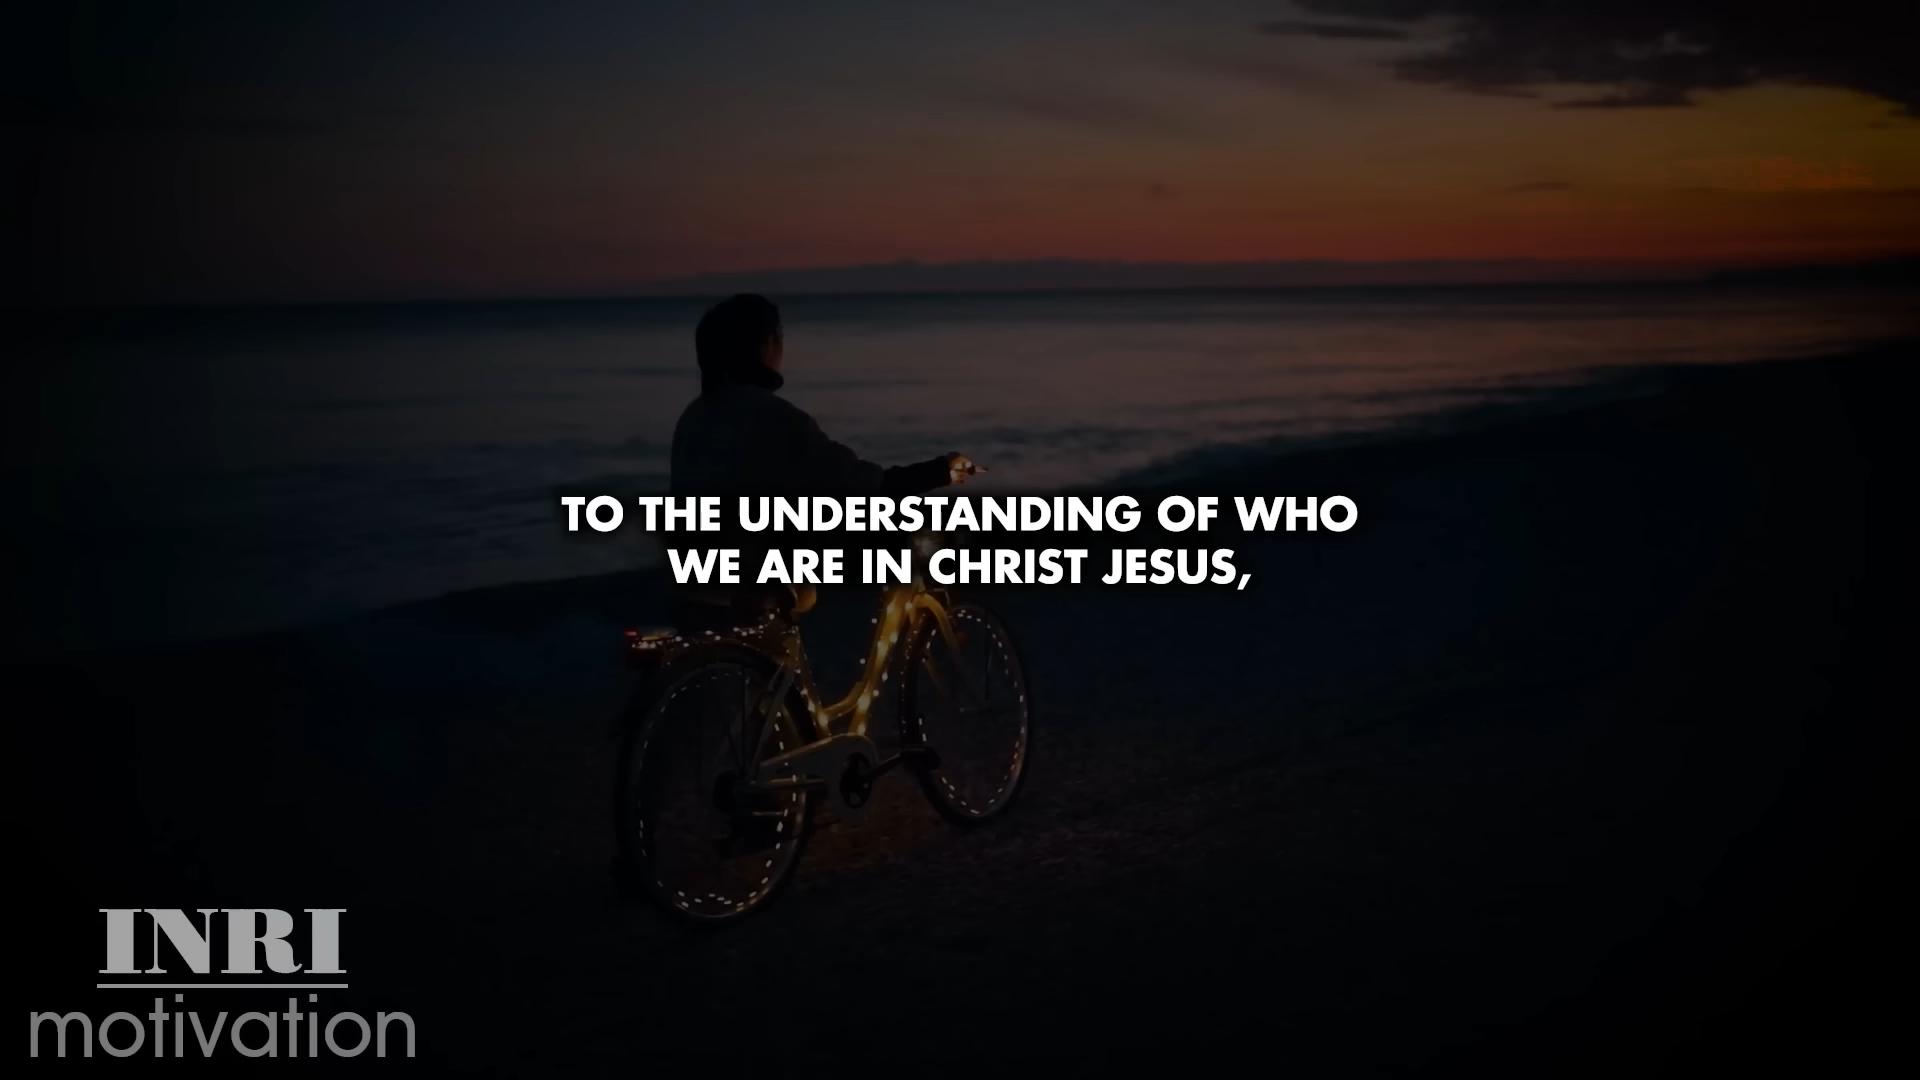 TO THE UNDERSTANDING OF WHO
WE ARE IN CHRIST JESUS,
INRI
motivation